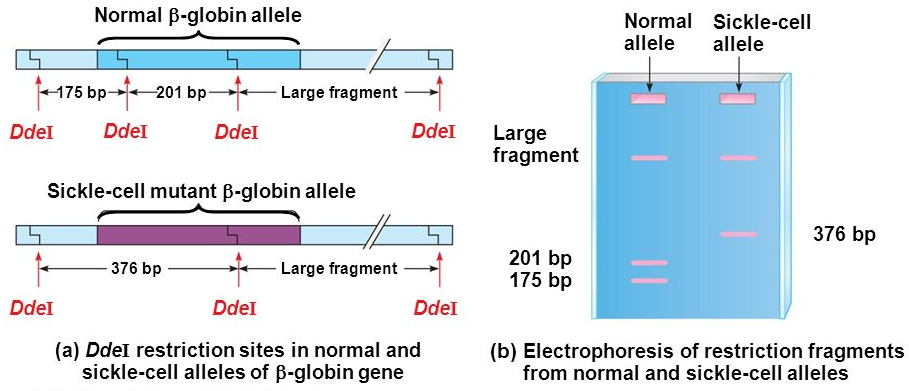 Normal β-globin allele
175 bp
201 bp
Large fragment
DdeI
DdeI
DdeI
DdeI
Sickle-cell mutant β-globin allele
376 bp
Large fragment
DdeI
DdeI
DdeI
(a) DdeI restriction sites in normal and
sickle-cell alleles of β-globin gene
Normal
allele
Sickle-cell
allele
Large
fragment
376 bp
201 bp
175 bp
(b) Electrophoresis of restriction fragments
from normal and sickle-cell alleles